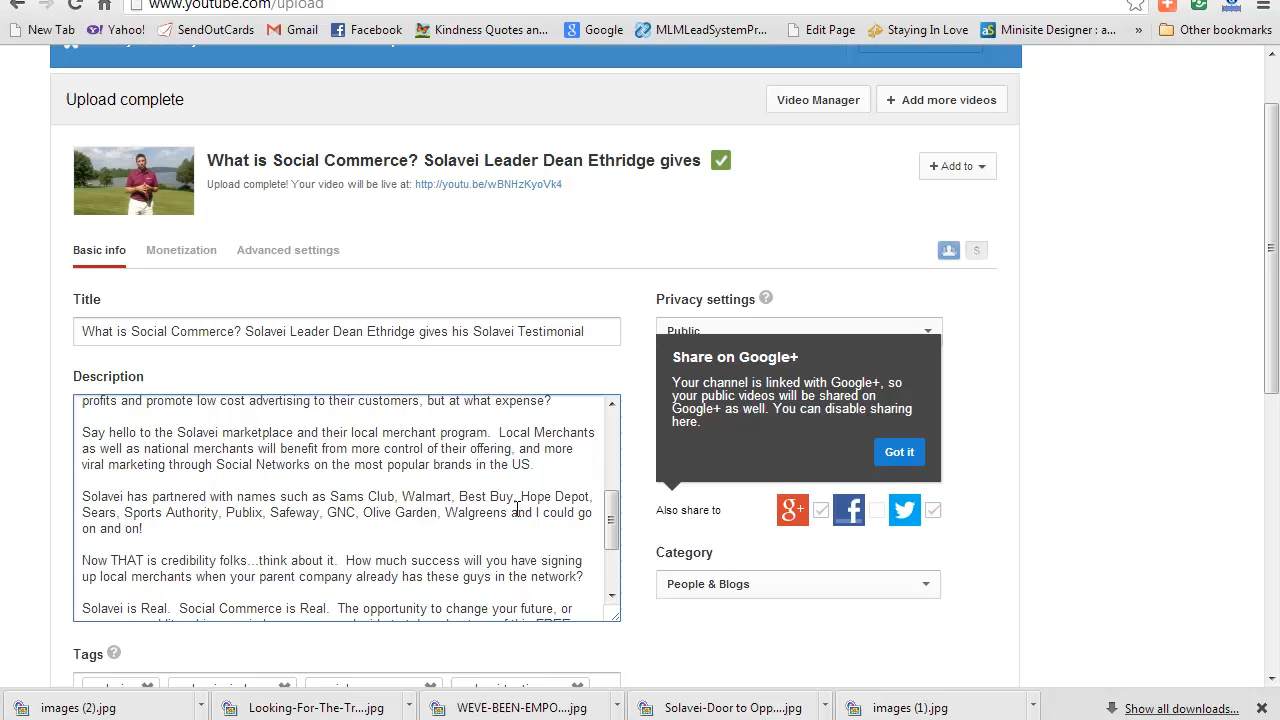 www.youtube.com/upload
New Tab Yahoo! SendOutCards Gmail Facebook Kindness Quotes an... Google MLMLeadSystemPr... Edit Page Staying In Love Minisite Designer : a... » Other bookmarks
Upload complete
Video Manager
+ Add more videos
What is Social Commerce? Solavei Leader Dean Ethridge gives
Upload complete! Your video will be live at: http://youtu.be/wBNHzKyoVk4
+ Add to
Basic info Monetization Advanced settings
$
Title
What is Social Commerce? Solavei Leader Dean Ethridge gives his Solavei Testimonial
Description
profits and promote low cost advertising to their customers, but at what expense?
Say hello to the Solavei marketplace and their local merchant program. Local Merchants
as well as national merchants will benefit from more control of their offering, and more
viral marketing through Social Networks on the most popular brands in the US.
Solavei has partnered with names such as Sams Club, Walmart, Best Buy, Hope Depot,
Sears, Sports Authority, Publix, Safeway, GNC, Olive Garden, Walgreens and I could go
on and on!
Now THAT is credibility folks...think about it. How much success will you have signing
up local merchants when your parent company already has these guys in the network?
Solavei is Real. Social Commerce is Real. The opportunity to change your future, or
Tags
Privacy settings
Public
Share on Google+
Your channel is linked with Google+, so
your public videos will be shared on
Google+ as well. You can disable sharing
here.
Got it
Also share to
Category
People & Blogs
images (2).jpg
Looking-For-The-Tr....jpg
WEVE-BEEN-EMPO....jpg
Solavei-Door to Opp....jpg
images (1).jpg
Show all downloads...